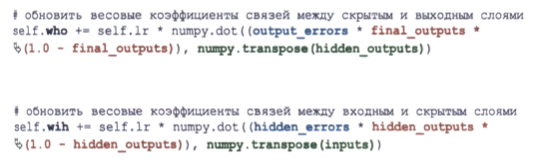 # обновить весовые коэффициенты связей между скрытым и выходным слоями
self.who += self.lr * numpy.dot((output_errors * final_outputs *
↳(1.0 - final_outputs)), numpy.transpose(hidden_outputs))
# обновить весовые коэффициенты связей между входным и скрытым слоями
self.wih += self.lr * numpy.dot((hidden_errors * hidden_outputs *
↳(1.0 - hidden_outputs)), numpy.transpose(inputs))